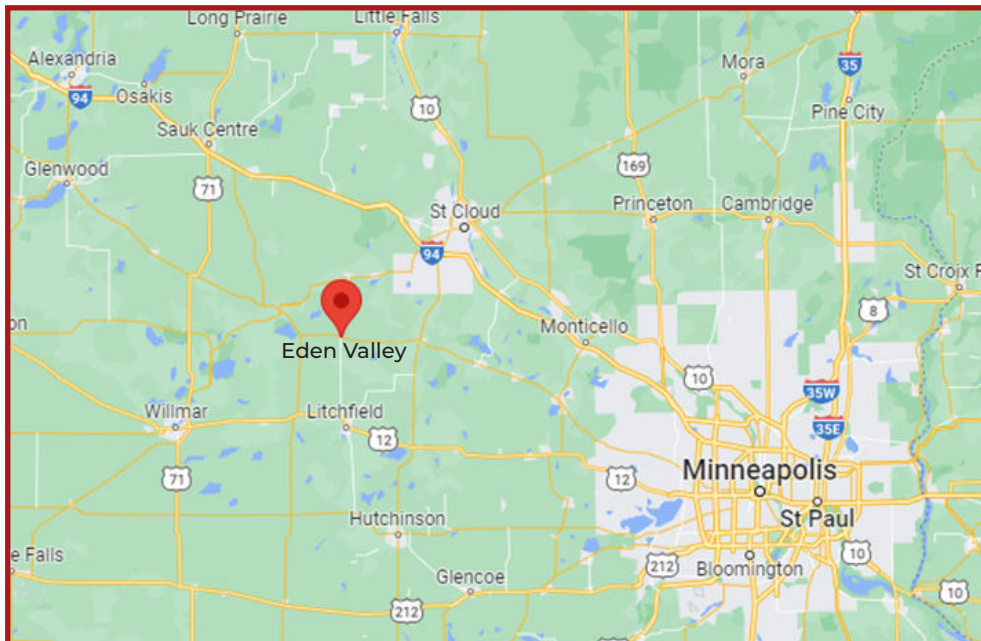 Long Prairie
Little Falls
Alexandria
Mora
35
94
Osakis
10
Pine City
Sauk Centre
169
Glenwood
71
St Cloud
Princeton
Cambridge
94
St Croix F
8
on
Monticello
Eden Valley
10
35W
Willmar
Litchfield
35E
12
Minneapolis
71
12
St Paul
Hutchinson
e Falls
10
Bloomington
212
Glencoe
10
212